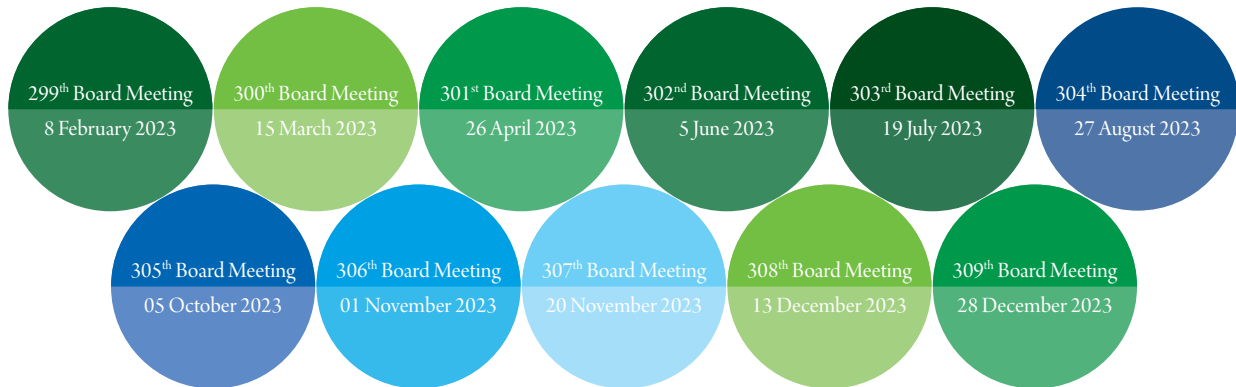 299th Board Meeting
8 February 2023
300th Board Meeting
15 March 2023
301st Board Meeting
26 April 2023
302nd Board Meeting
5 June 2023
303rd Board Meeting
19 July 2023
304th Board Meeting
27 August 2023
305th Board Meeting
05 October 2023
306th Board Meeting
01 November 2023
307th Board Meeting
20 November 2023
308th Board Meeting
13 December 2023
309th Board Meeting
28 December 2023